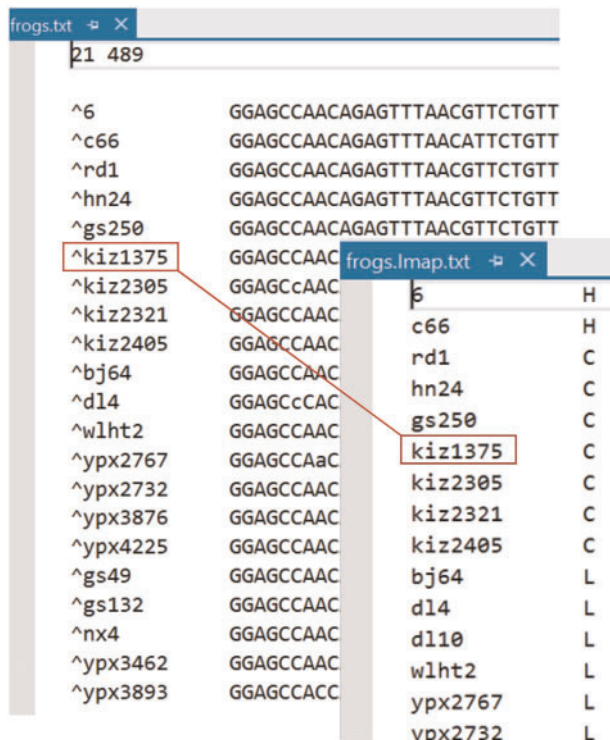 frogs.txt
21 489
^6 GGAGCCAACAGAGTTTAACGTTCTGTT
^c66 GGAGCCAACAGAGTTTAACATTCTGTT
^rd1 GGAGCCAACAGAGTTTAACGTTCTGTT
^hn24 GGAGCCAACAGAGTTTAACGTTCTGTT
^gs250 GGAGCCAACAGAGTTTAACGTTCTGTT
^kiz1375 GGAGCCAAC
^kiz2305 GGAGCcAAC
^kiz2321 GGAGCCAAC
^kiz2405 GGAGCCAAC
^bj64 GGAGCCAAC
^dl4 GGAGCcCAC
^wlht2 GGAGCCAAC
^ypx2767 GGAGCCAaC
^ypx2732 GGAGCCAAC
^ypx3876 GGAGCCAAC
^ypx4225 GGAGCCAAC
^gs49 GGAGCCAAC
^gs132 GGAGCCAAC
^nx4 GGAGCCAAC
^ypx3462 GGAGCCAAC
^ypx3893 GGAGCCACC
frogs.Imap.txt
6 H
c66 H
rd1 C
hn24 C
gs250 C
kiz1375 C
kiz2305 C
kiz2321 C
kiz2405 C
bj64 L
dl4 L
dl10 L
wlht2 L
ypx2767 L
ypx2732 L